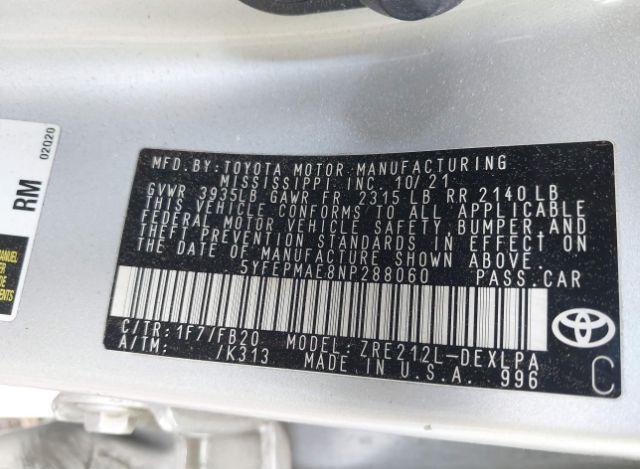 02020
RM
MANUEL
MFD.BY:TOYOTA MOTOR MANUFACTURING
MISSISSIPPI INC. 10/21
GVWR 3935LB GAWR FR 2315 LB RR 2140 LB
THIS VEHICLE CONFORMS TO ALL APPLICABLE
FEDERAL MOTOR VEHICLE SAFETY, BUMPER, AND
THEFT PREVENTION STANDARDS IN EFFECT ON
THE DATE OF MANUFACTURE SHOWN ABOVE.
5YFEPMAE8NP288060 PASS.CAR
C/TR:1F7/FB20 MODEL:ZRE212L-DEXLPA
A/TM: /K313 MADE IN U.S.A. 996
TOYOTA
C